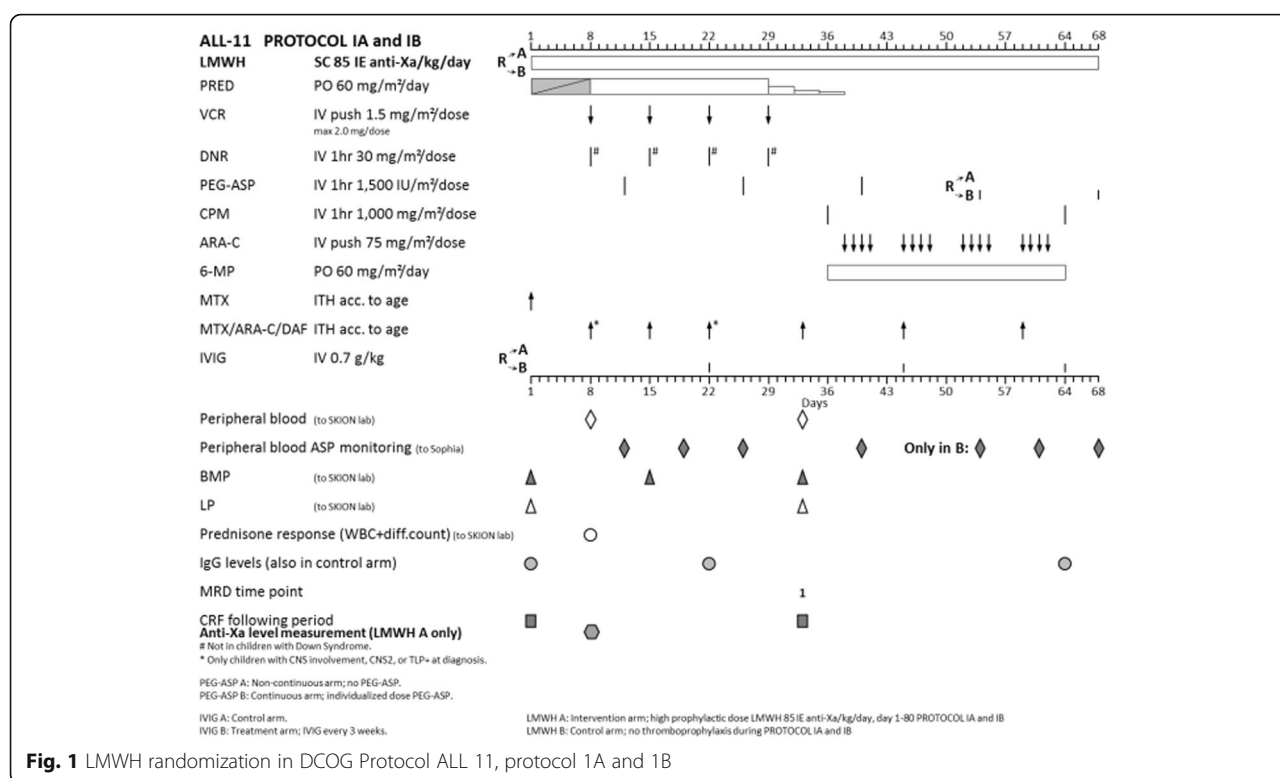 1 8 15 22 29 36 43 50 57 64 68
ALL-11 PROTOCOL IA and IB
LMWH SC 85 IE anti-Xa/kg/day R A B
PRED PO 60 mg/m²/day
VCR IV push 1.5 mg/m²/dose
max 2.0 mg/dose
DNR IV 1hr 30 mg/m²/dose # # # #
PEG-ASP IV 1hr 1,500 IU/m²/dose R A B
CPM IV 1hr 1,000 mg/m²/dose
ARA-C IV push 75 mg/m²/dose
6-MP PO 60 mg/m²/day
MTX ITH acc. to age
MTX/ARA-C/DAF ITH acc. to age * *
IVIG IV 0.7 g/kg R A B
1 8 15 22 29 36 43 50 57 64 68
Days
Peripheral blood (to SKION lab)
Peripheral blood ASP monitoring (to Sophia) Only in B:
BMP (to SKION lab)
LP (to SKION lab)
Prednisone response (WBC+diff.count) (to SKION lab)
IgG levels (also in control arm)
MRD time point 1
CRF following period
Anti-Xa level measurement (LMWH A only)
# Not in children with Down Syndrome.
* Only children with CNS involvement, CNS2, or TLP+ at diagnosis.
PEG-ASP A: Non-continuous arm; no PEG-ASP.
PEG-ASP B: Continuous arm; individualized dose PEG-ASP.
IVIG A: Control arm. LMWH A: Intervention arm; high prophylactic dose LMWH 85 IE anti-Xa/kg/day, day 1-80 PROTOCOL IA and IB
IVIG B: Treatment arm; IVIG every 3 weeks. LMWH B: Control arm; no thromboprophylaxis during PROTOCOL IA and IB
Fig. 1 LMWH randomization in DCOG Protocol ALL 11, protocol 1A and 1B